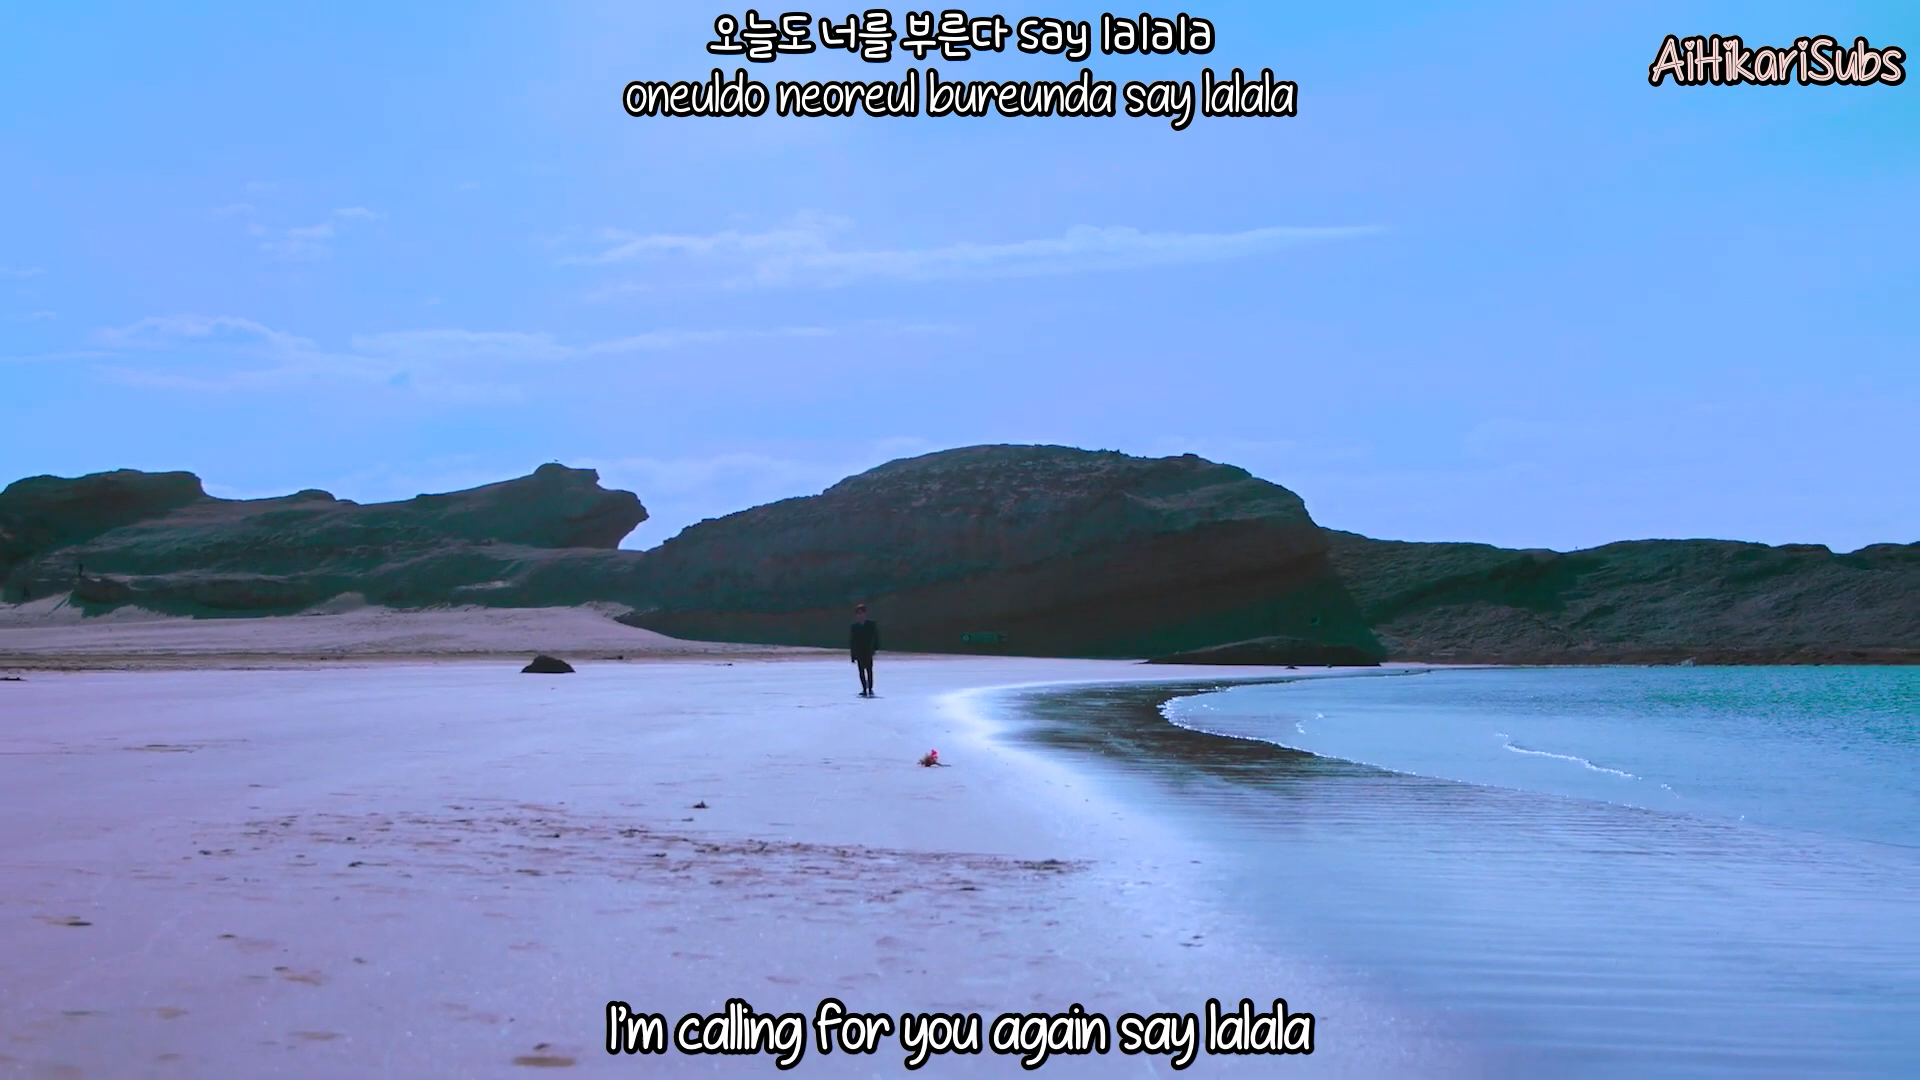 오늘도 너를 부른다 say lalala
oneuldo neoreul bureunda say lalala
AiHikariSubs
I'm calling for you again say lalala